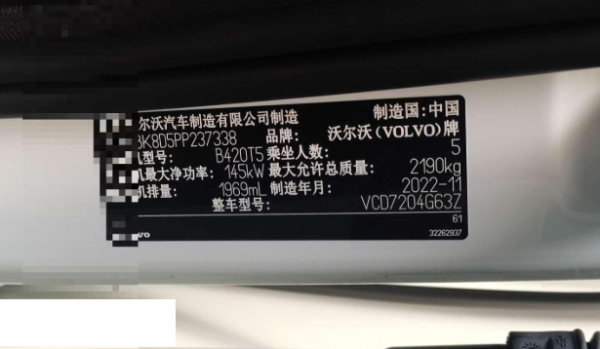 尔沃汽车制造有限公司制造 制造国:中国
3K8D5PP237338 品牌: 沃尔沃(VOLVO)牌
机型号: B420T5 乘坐人数: 5
机最大净功率: 145kW 最大允许总质量: 2190kg
机排量: 1969mL 制造年月: 2022-11
整车型号: VCD7204G63Z
61
32262937